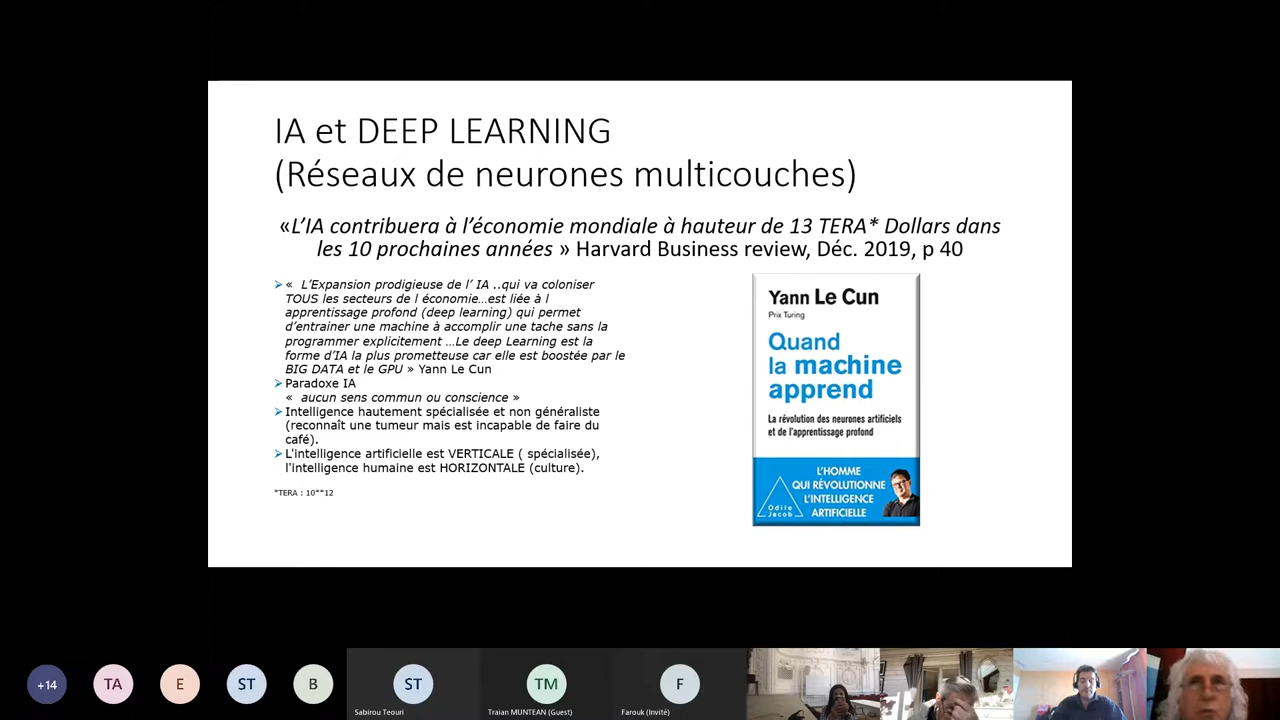 IA et DEEP LEARNING
(Réseaux de neurones multicouches)
«L’IA contribuera à l’économie mondiale à hauteur de 13 TERA* Dollars dans
les 10 prochaines années » Harvard Business review, Déc. 2019, p 40
« L’Expansion prodigieuse de l’ IA ..qui va coloniser
TOUS les secteurs de l économie…est liée à l
apprentissage profond (deep learning) qui permet
d’entrainer une machine à accomplir une tache sans la
programmer explicitement …Le deep Learning est la
forme d’IA la plus prometteuse car elle est boostée par le
BIG DATA et le GPU » Yann Le Cun
Paradoxe IA
« aucun sens commun ou conscience »
Intelligence hautement spécialisée et non généraliste
(reconnaît une tumeur mais est incapable de faire du
café).
L'intelligence artificielle est VERTICALE ( spécialisée),
l'intelligence humaine est HORIZONTALE (culture).
*TERA : 10**12
Yann Le Cun
Prix Turing
Quand
la machine
apprend
La révolution des neurones artificiels
et de l'apprentissage profond
L'HOMME
QUI RÉVOLUTIONNE
L'INTELLIGENCE
ARTIFICIELLE
Odile
Jacob
+14
TA
E
ST
B
ST
Sabirou Teouri
TM
Traian MUNTEAN (Guest)
F
Farouk (Invité)